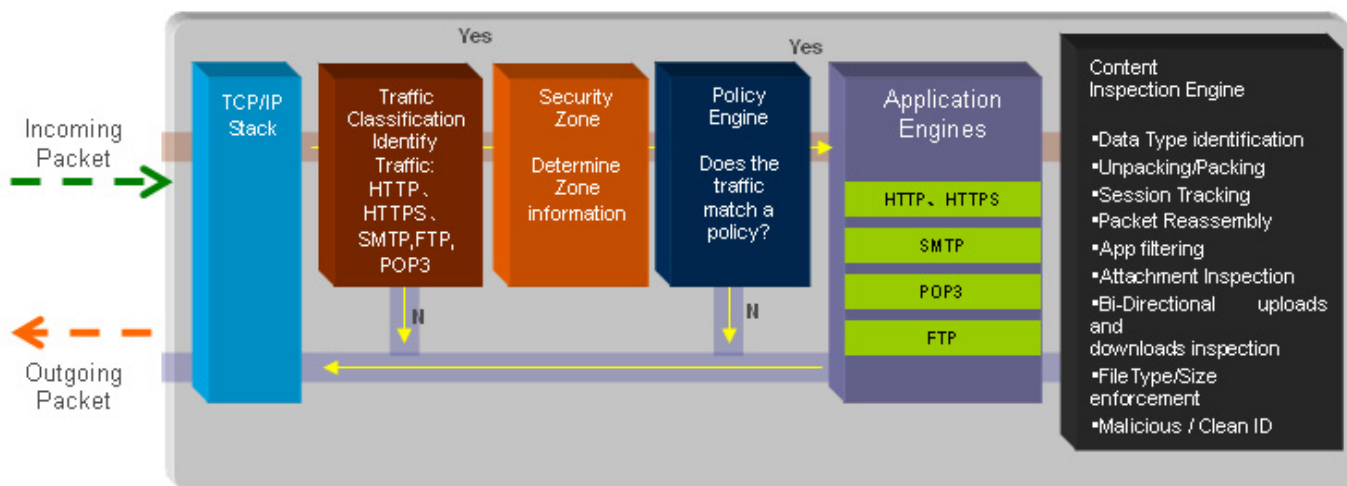 Yes
Yes
Incoming
Packet
Outgoing
Packet
TCP/IP
Stack
Traffic
Classification
Identify
Traffic:
HTTP、
HTTPS、
SMTP,FTP,
POP3
N
Security
Zone
Determine
Zone
information
Policy
Engine
Does the
traffic
match a
policy?
N
Application
Engines
HTTP、HTTPS
SMTP
POP3
FTP
Content
Inspection Engine
▪Data Type identification
▪Unpacking/Packing
▪Session Tracking
▪Packet Reassembly
▪App filtering
▪Attachment Inspection
▪Bi-Directional uploads
and
downloads inspection
▪File Type/Size
enforcement
▪Malicious / Clean ID